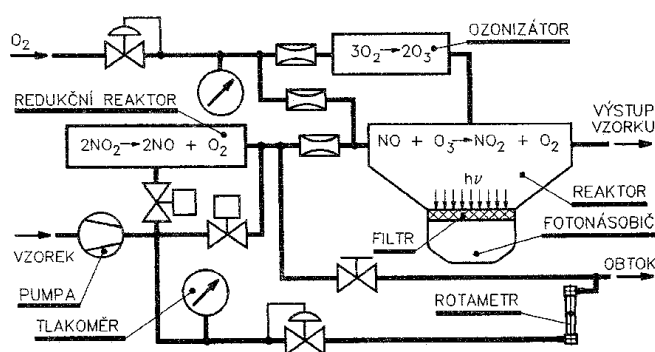 O₂
OZONIZÁTOR
3O₂→2O₃
REDUKČNÍ REAKTOR
2NO₂→2NO + O₂
NO + O₃→NO₂ + O₂
VÝSTUP
VZORKU
hν
REAKTOR
FOTONÁSOBIČ
FILTR
VZOREK
PUMPA
OBTOK
TLAKOMĚR
ROTAMETR